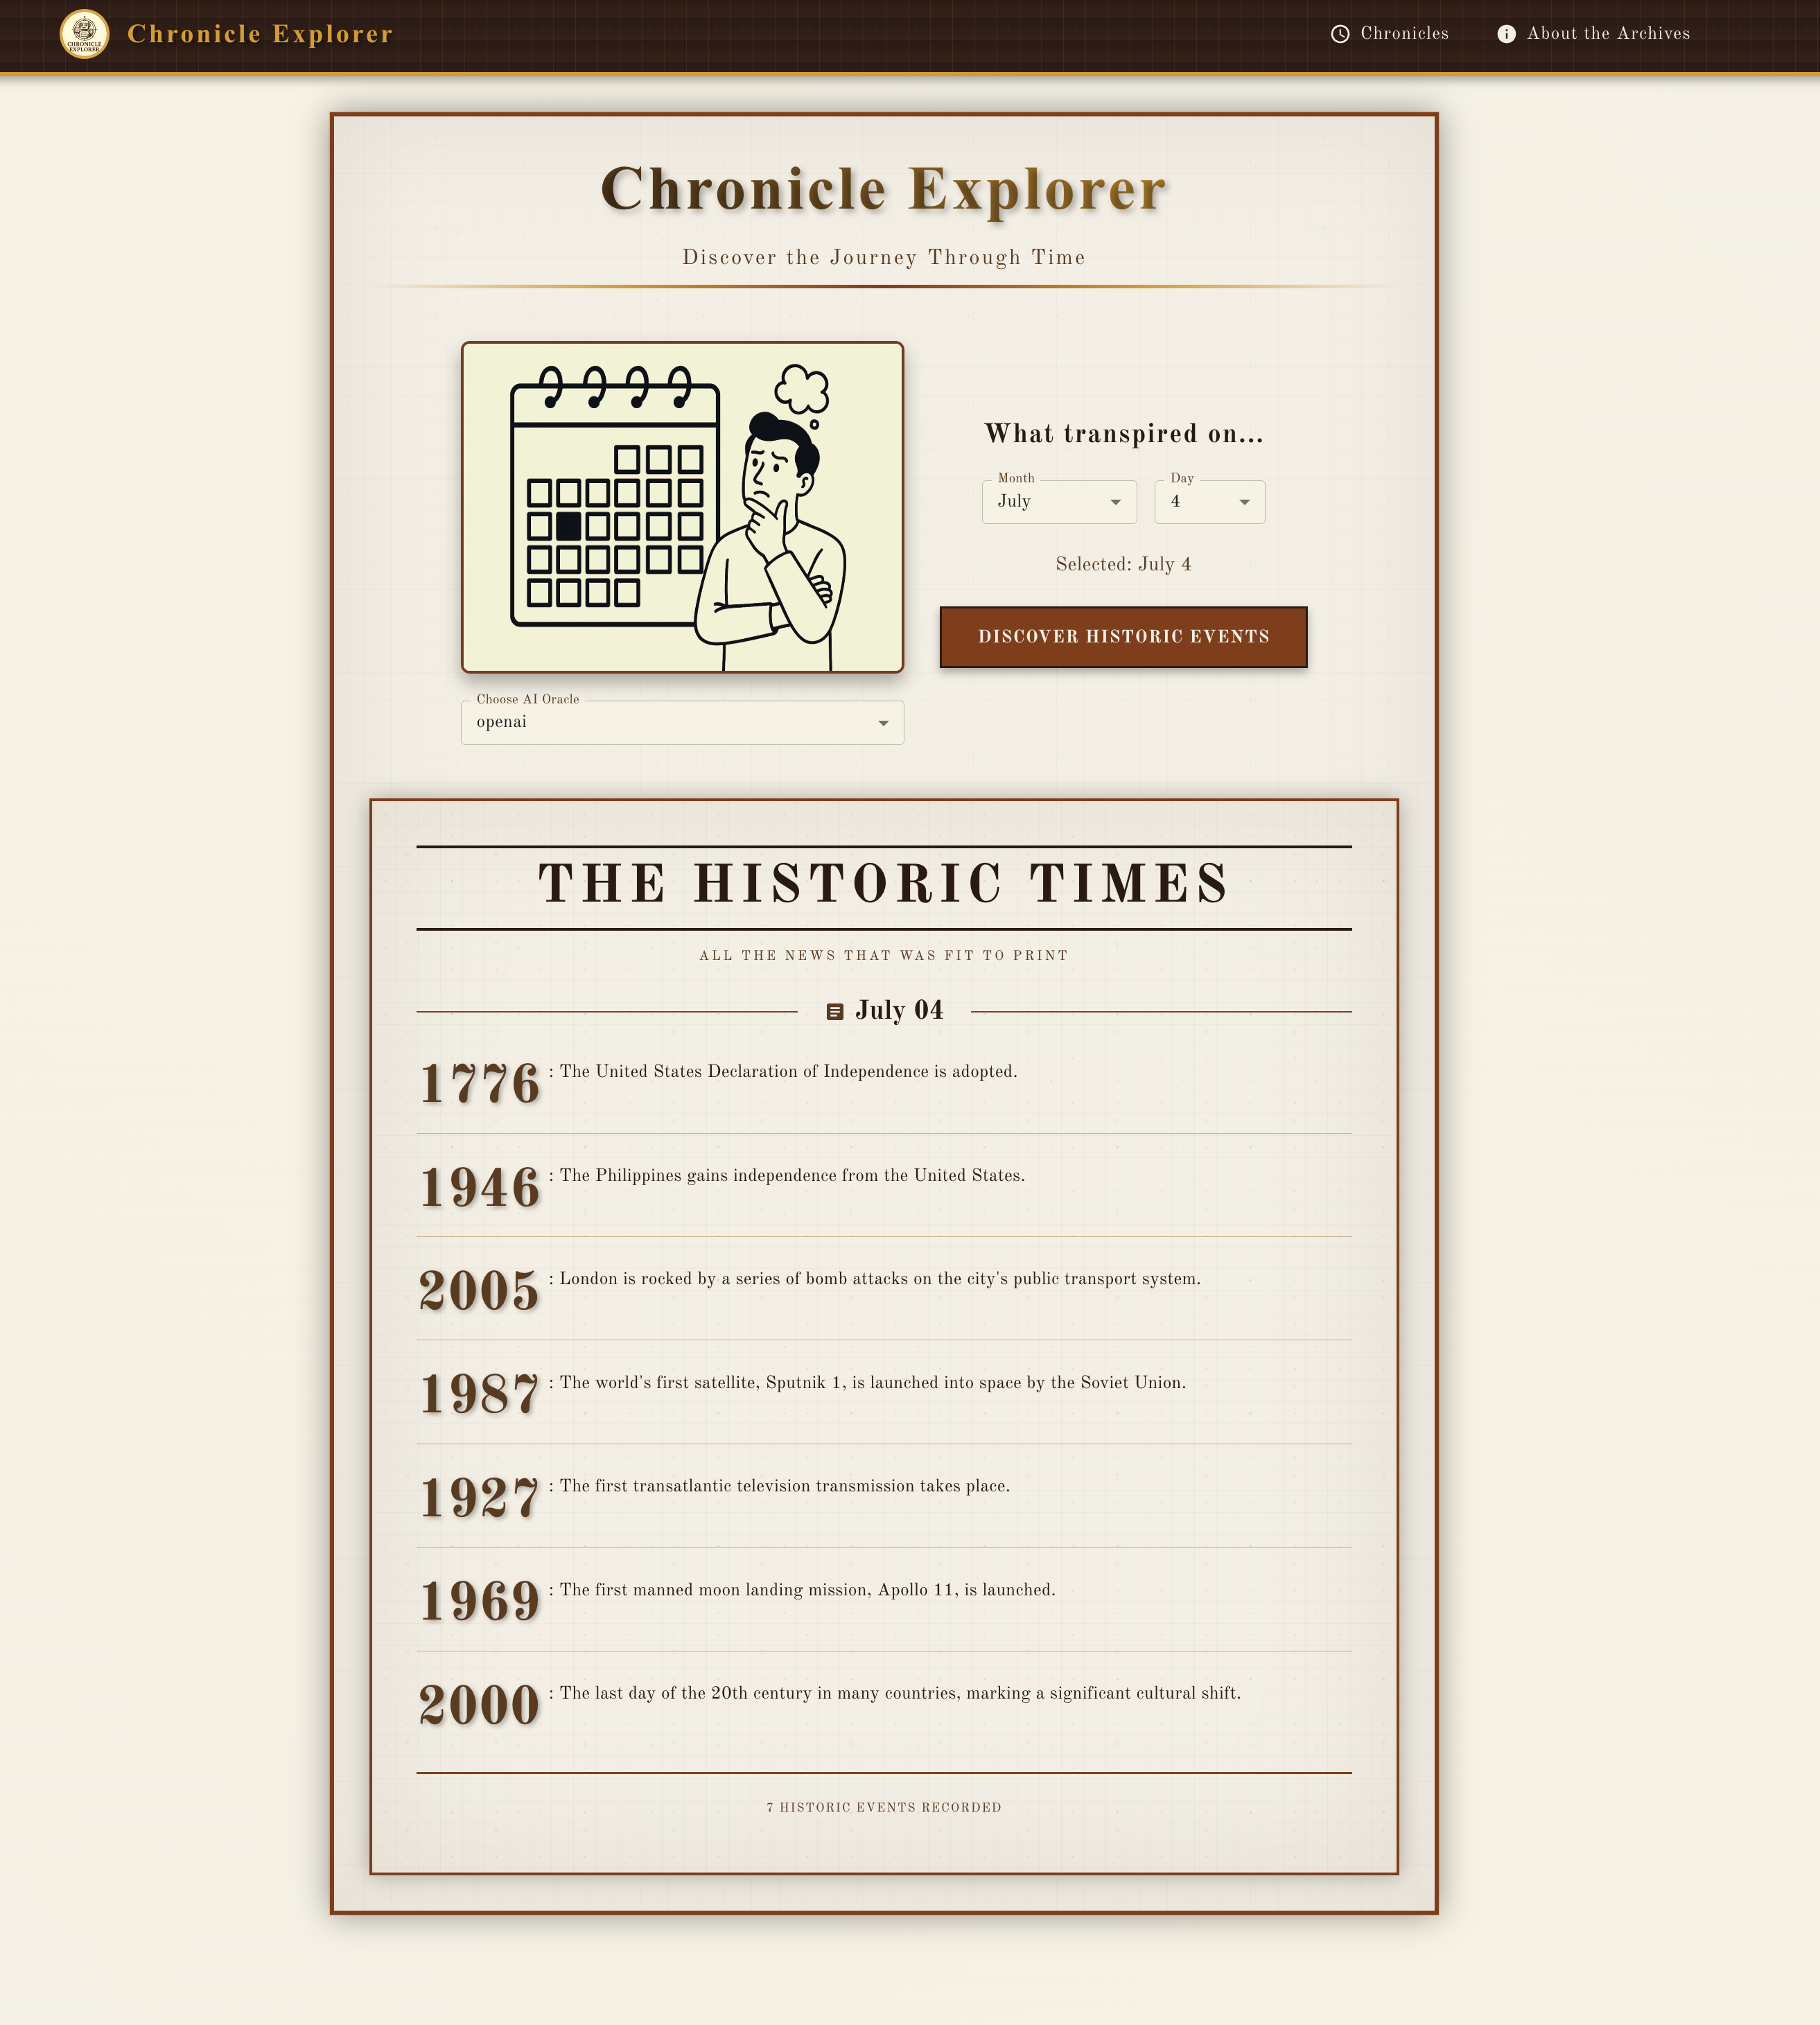 CHRONICLE
EXPLORER
Chronicle Explorer
Chronicles
About the Archives
Chronicle Explorer
Discover the Journey Through Time
What transpired on...
Month
July
Day
4
Selected: July 4
DISCOVER HISTORIC EVENTS
Choose AI Oracle
openai
THE HISTORIC TIMES
ALL THE NEWS THAT WAS FIT TO PRINT
July 04
1776 : The United States Declaration of Independence is adopted.
1946 : The Philippines gains independence from the United States.
2005 : London is rocked by a series of bomb attacks on the city's public transport system.
1987 : The world's first satellite, Sputnik 1, is launched into space by the Soviet Union.
1927 : The first transatlantic television transmission takes place.
1969 : The first manned moon landing mission, Apollo 11, is launched.
2000 : The last day of the 20th century in many countries, marking a significant cultural shift.
7 HISTORIC EVENTS RECORDED